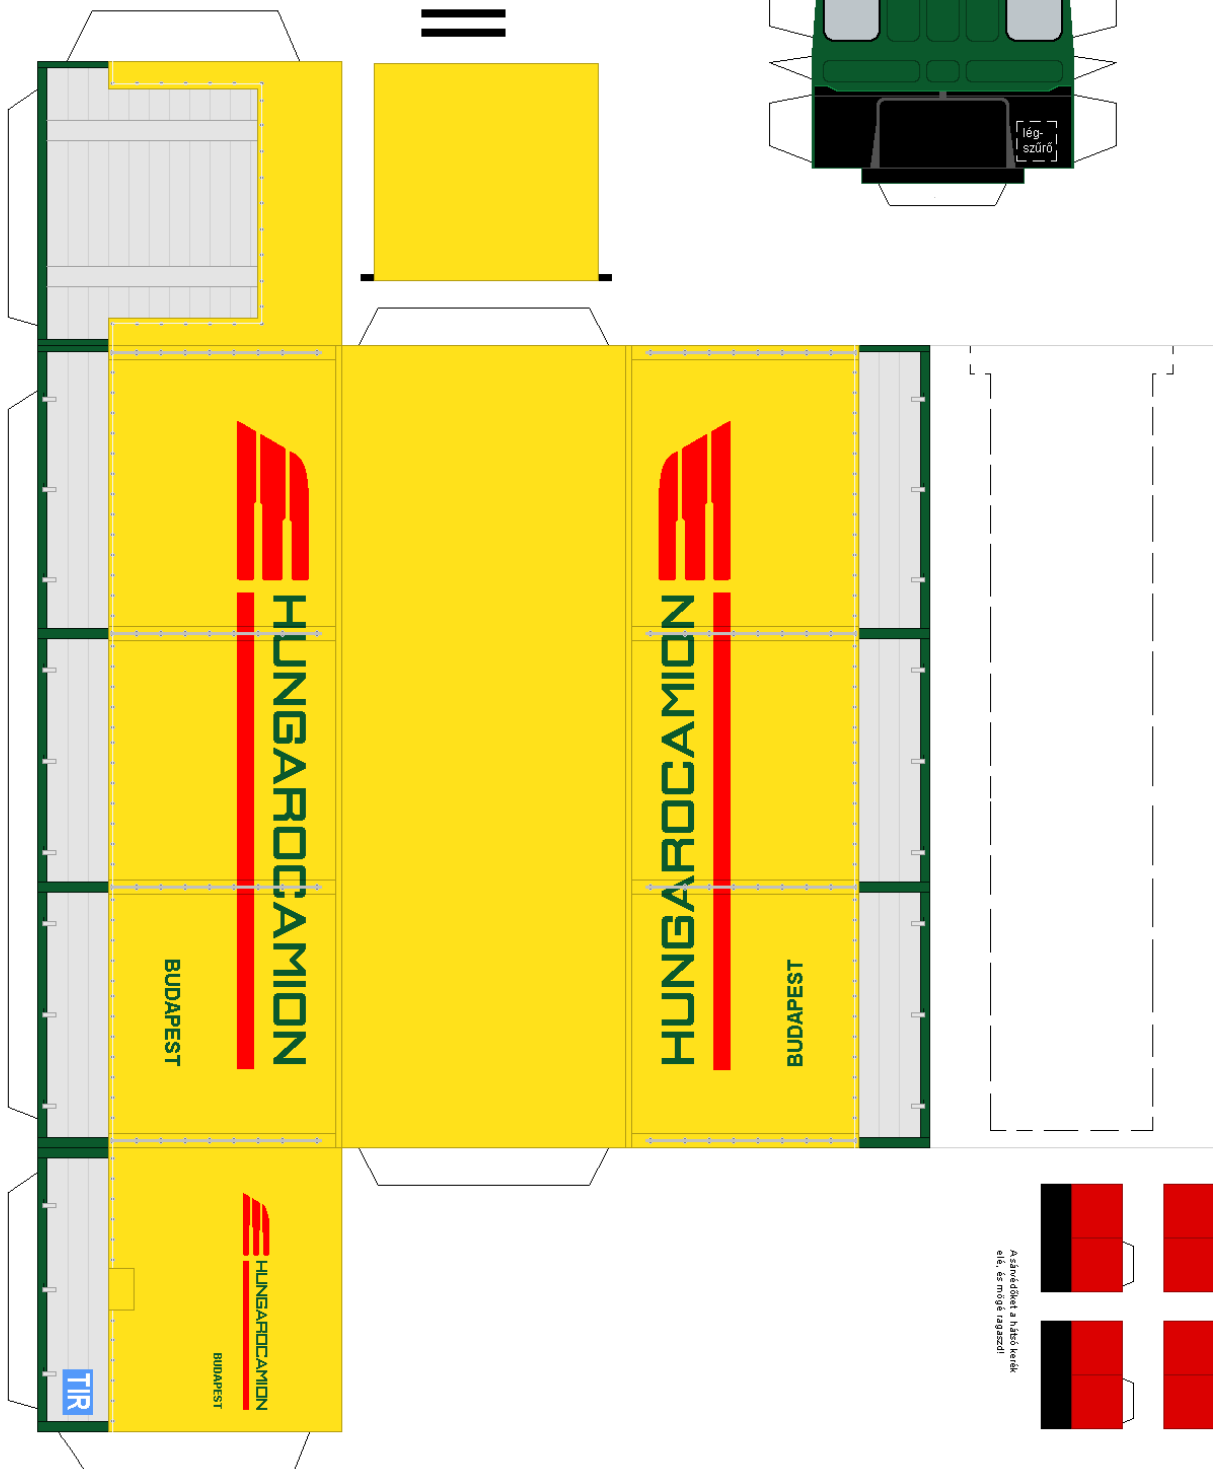 lég-
szűrő
HUNGAROCAMION
BUDAPEST
HUNGAROCAMION
BUDAPEST
A sárvédőket a hátsó kerék
elé, és mögé ragaszd!
HUNGAROCAMION
BUDAPEST
TIR